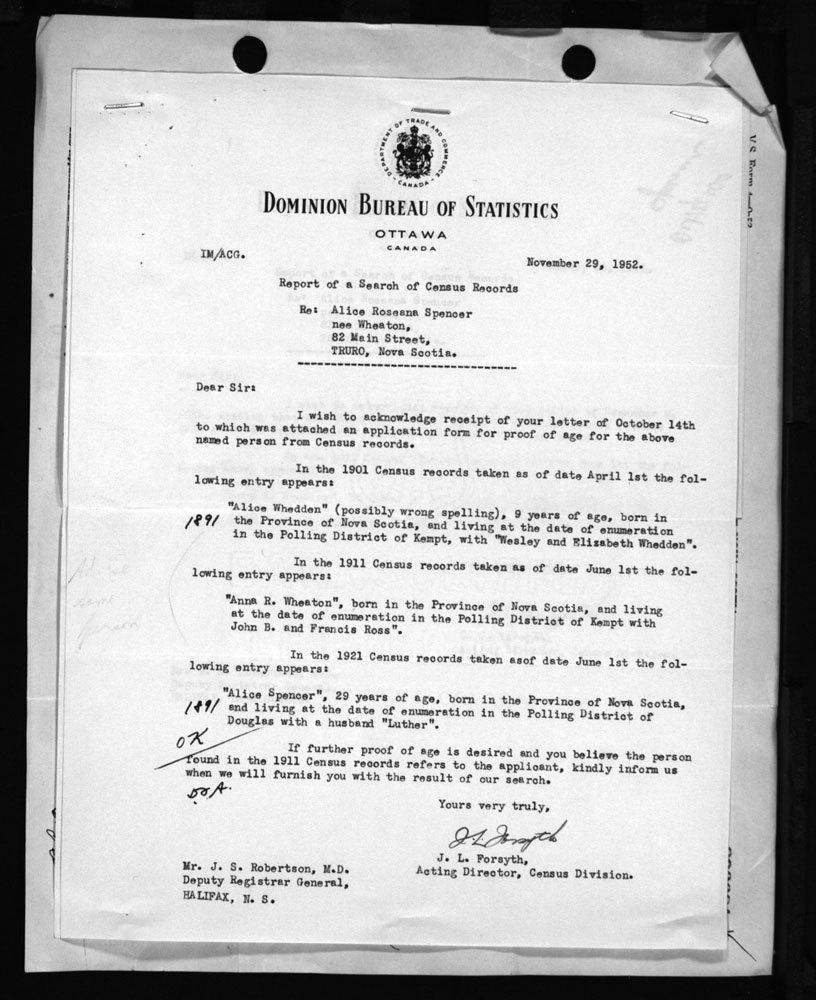 DEPARTMENT OF TRADE AND COMMERCE
CANADA
DOMINION BUREAU OF STATISTICS
OTTAWA
CANADA
IM/ACG.
November 29, 1952.
Report of a Search of Census Records
Re: Alice Roseana Spencer
nee Wheaton,
82 Main Street,
TRURO, Nova Scotia.
----------------------------------
Dear Sir:
I wish to acknowledge receipt of your letter of October 14th
to which was attached an application form for proof of age for the above
named person from Census records.
In the 1901 Census records taken as of date April 1st the fol-
lowing entry appears:
"Alice Whedden" (possibly wrong spelling), 9 years of age, born in
1891 the Province of Nova Scotia, and living at the date of enumeration
in the Polling District of Kempt, with "Wesley and Elizabeth Whedden".
In the 1911 Census records taken as of date June 1st the fol-
lowing entry appears:
"Anna R. Wheaton", born in the Province of Nova Scotia, and living
at the date of enumeration in the Polling District of Kempt with
John B. and Francis Ross".
In the 1921 Census records taken asof date June 1st the fol-
lowing entry appears:
"Alice Spencer", 29 years of age, born in the Province of Nova Scotia,
1891 and living at the date of enumeration in the Polling District of
Douglas with a husband "Luther".
OK
If further proof of age is desired and you believe the person
found in the 1911 Census records refers to the applicant, kindly inform us
when we will furnish you with the result of our search.
Yours very truly,
J. L. Forsyth
J. L. Forsyth,
Acting Director, Census Division.
Mr. J. S. Robertson, M.D.
Deputy Registrar General,
HALIFAX, N. S.